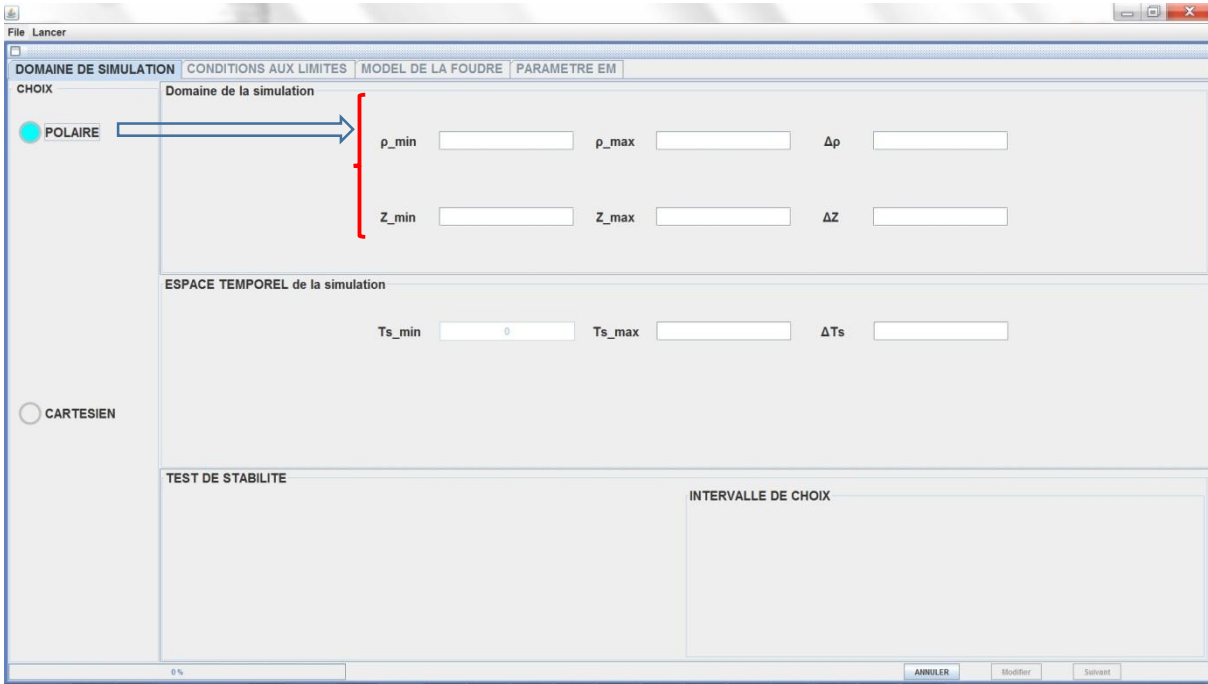 File Lancer
DOMAINE DE SIMULATION CONDITIONS AUX LIMITES MODEL DE LA FOUDRE PARAMETRE EM
CHOIX
Domaine de la simulation
POLAIRE
ρ_min ρ_max Δρ
Z_min Z_max ΔZ
ESPACE TEMPOREL de la simulation
Ts_min 0 Ts_max ΔTs
CARTESIEN
TEST DE STABILITE
INTERVALLE DE CHOIX
0 % ANNULER Modifier Suivant